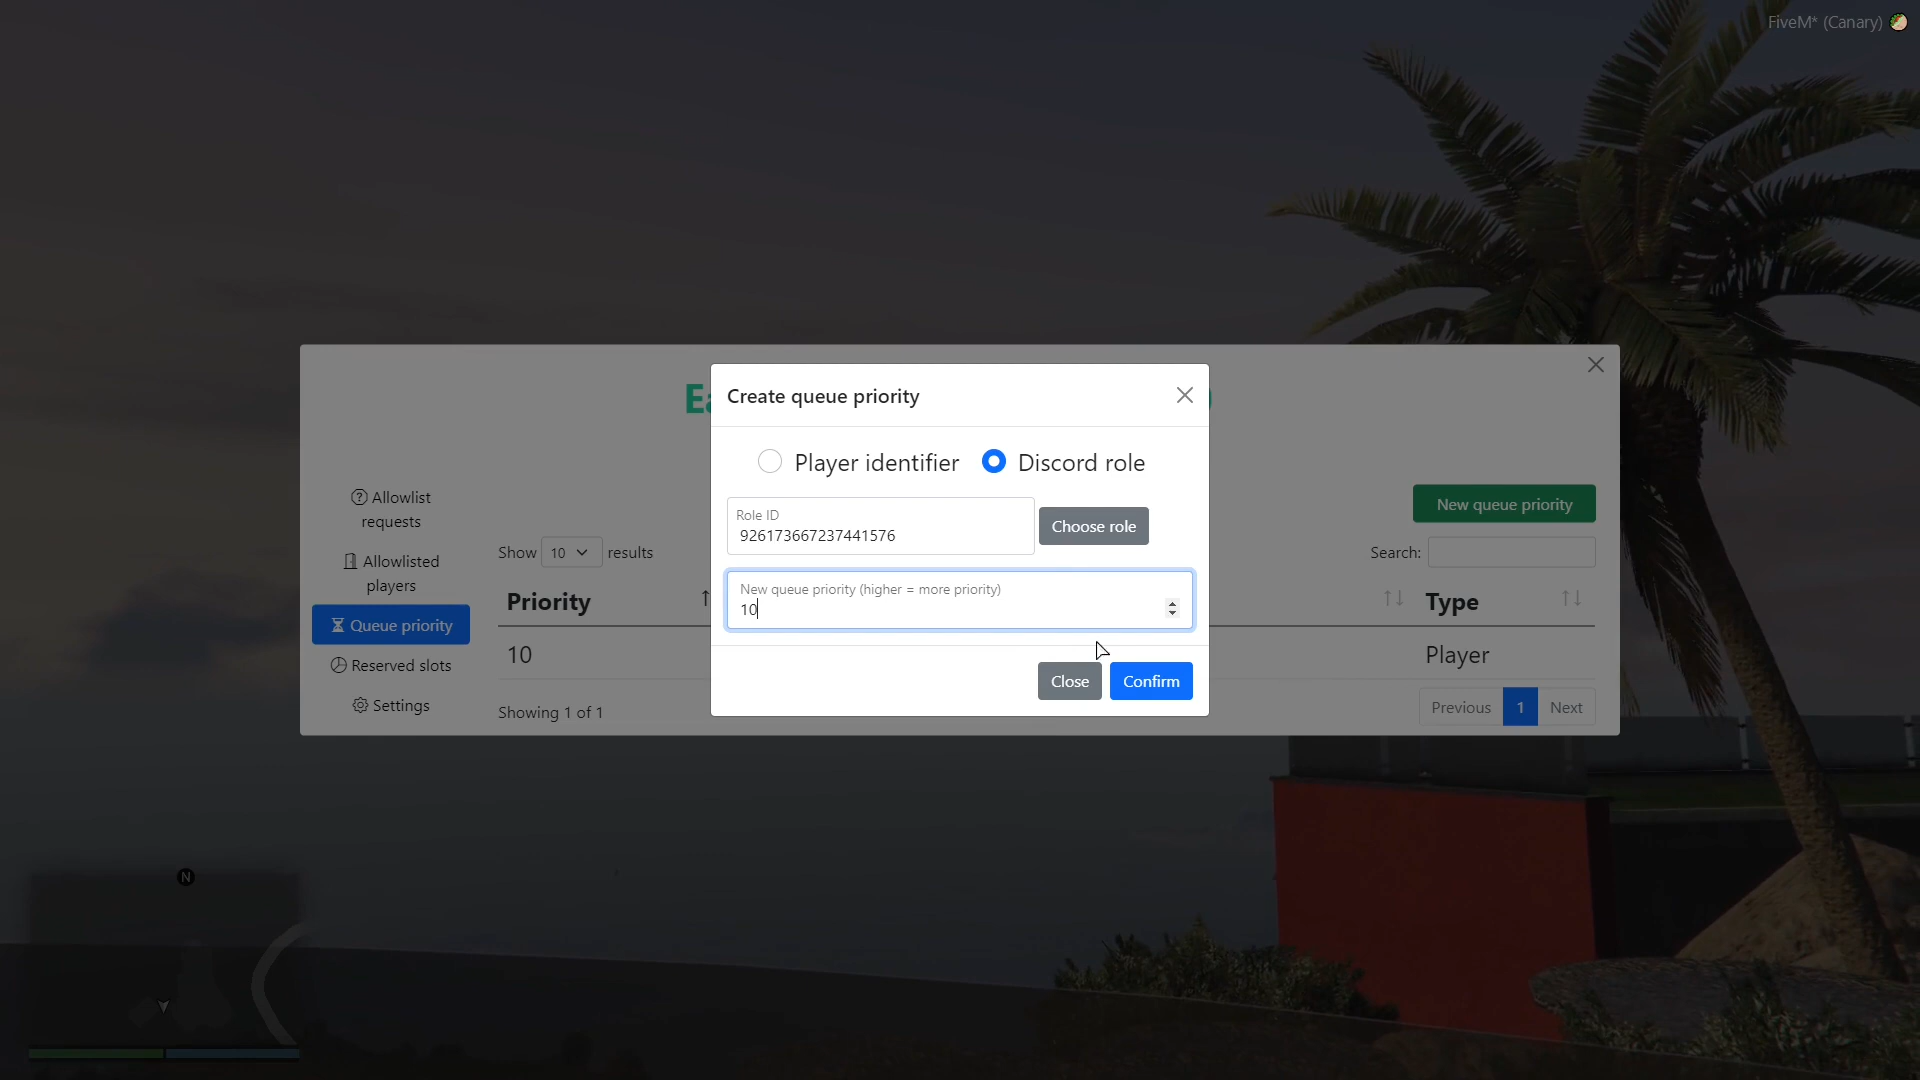 FiveM* (Canary)
Create queue priority
Player identifier
Discord role
Role ID
926173667237441576
Choose role
New queue priority (higher = more priority)
10
Close
Confirm
Allowlist
requests
Allowlisted
players
Queue priority
Reserved slots
Settings
New queue priority
Show 10 results
Search:
Priority
Type
10
Player
Showing 1 of 1
Previous 1 Next
N